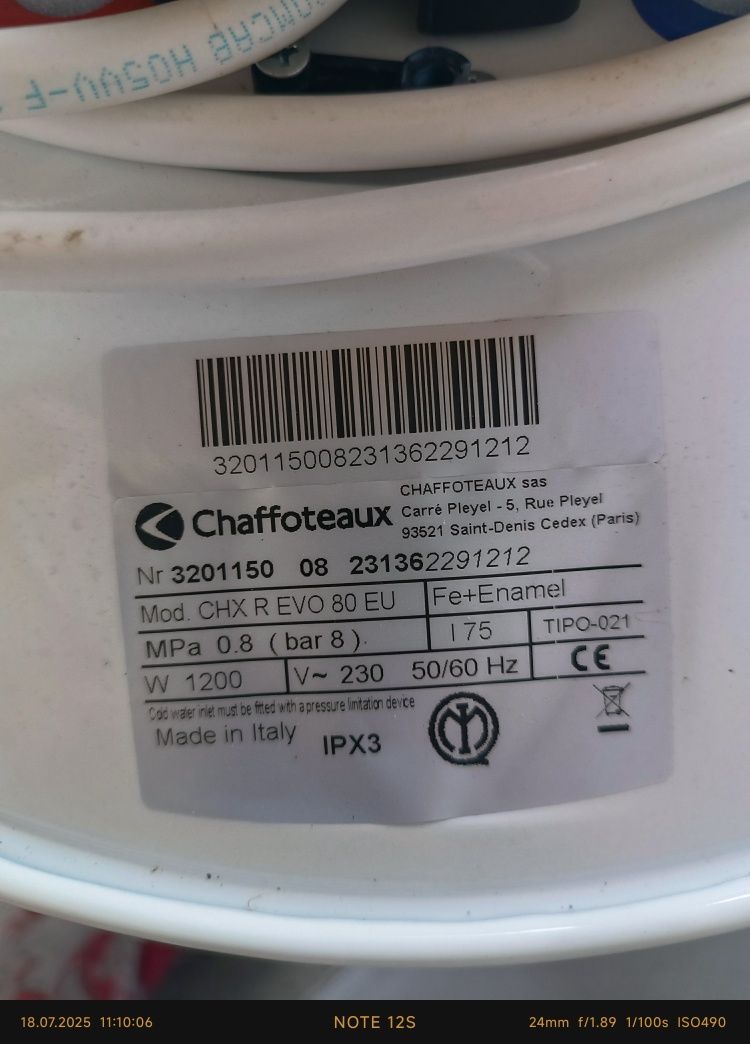 OMCAB H05VV-F
320115008231362291212
Chaffoteaux
CHAFFOTEAUX sas
Carré Pleyel - 5, Rue Pleyel
93521 Saint-Denis Cedex (Paris)
Nr 3201150 08 231362291212
Mod. CHX R EVO 80 EU Fe+Enamel
MPa 0.8 ( bar 8 ) l 75 TIPO-021
W 1200 V~ 230 50/60 Hz CE
Cold water inlet must be fitted with a pressure limitation device
Made in Italy IPX3
18.07.2025 11:10:06 NOTE 12S 24mm f/1.89 1/100s ISO490